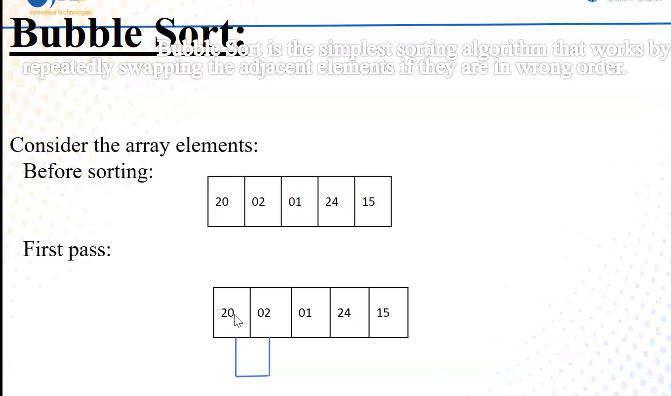 Innovative Technologies
Bubble Sort:
Bubble Sort is the simplest sorting algorithm that works by
repeatedly swapping the adjacent elements if they are in wrong order.
Consider the array elements:
Before sorting:
20 02 01 24 15
First pass:
20 02 01 24 15